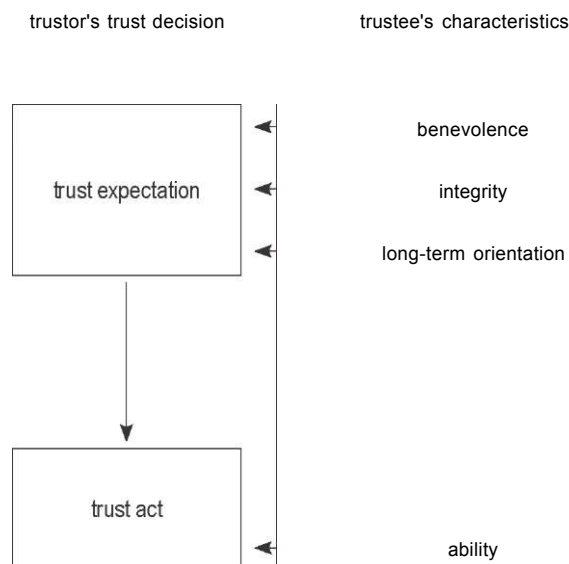 trustor's trust decision
trustee's characteristics
benevolence
trust expectation
integrity
long-term orientation
trust act
ability